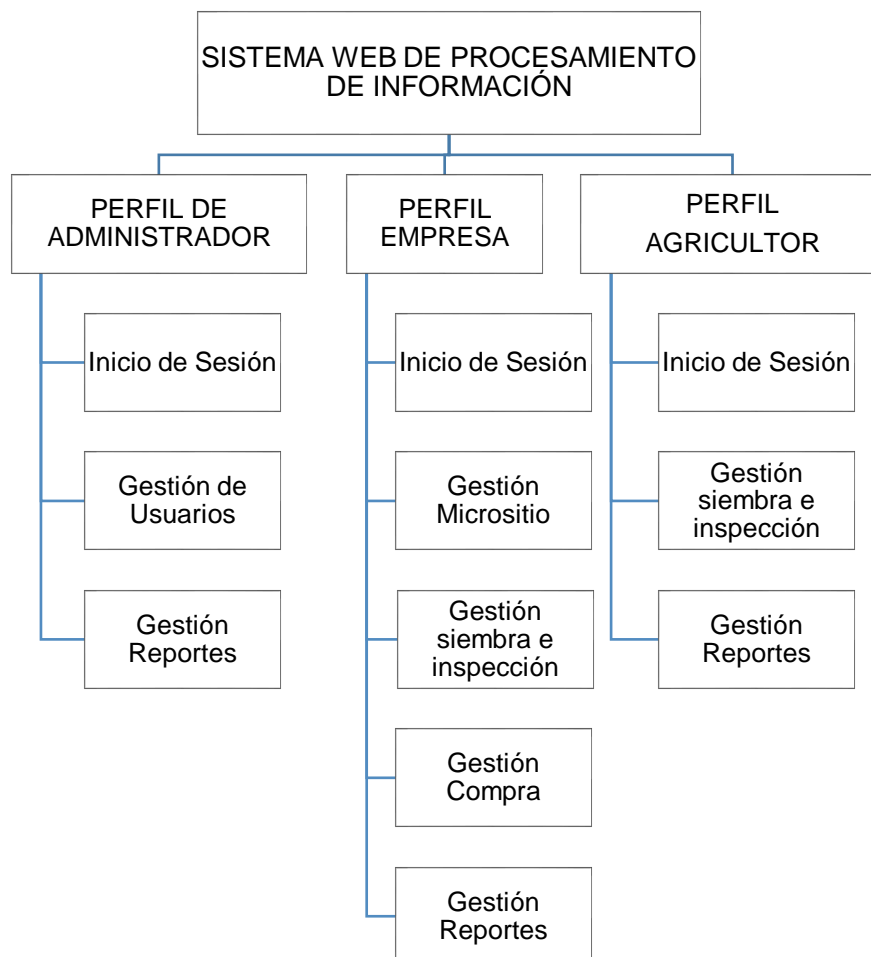 SISTEMA WEB DE PROCESAMIENTO
DE INFORMACIÓN
PERFIL DE
ADMINISTRADOR
Inicio de Sesión
Gestión de
Usuarios
Gestión
Reportes
PERFIL
EMPRESA
Inicio de Sesión
Gestión
Micrositio
Gestión
siembra e
inspección
Gestión
Compra
Gestión
Reportes
PERFIL
AGRICULTOR
Inicio de Sesión
Gestión
siembra e
inspección
Gestión
Reportes